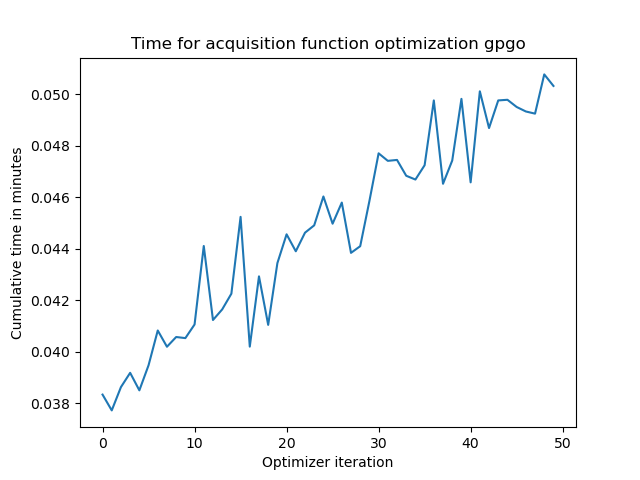 Time for acquisition function optimization gpgo
Cumulative time in minutes
0.050
0.048
0.046
0.044
0.042
0.040
0.038
0 10 20 30 40 50
Optimizer iteration